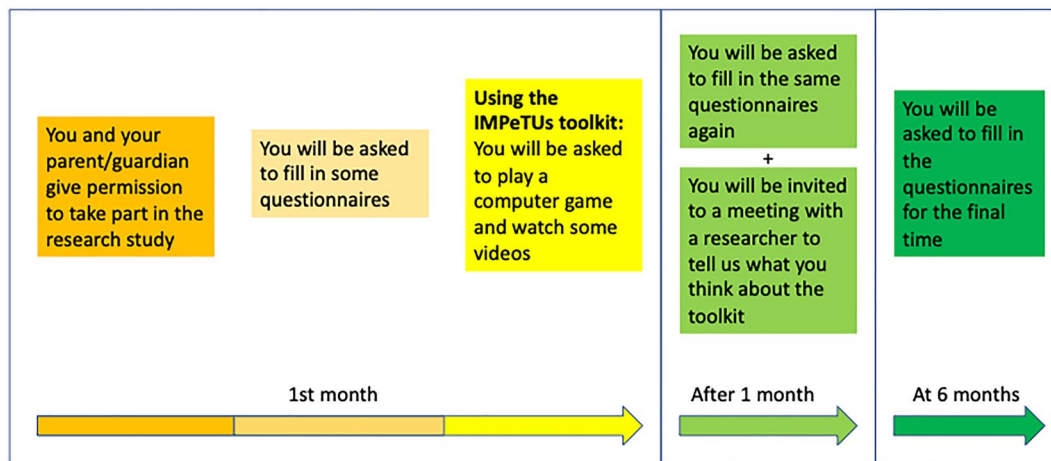 You and your
parent/guardian
give permission
to take part in the
research study
You will be asked
to fill in some
questionnaires
Using the
IMPeTUs toolkit:
You will be asked
to play a
computer game
and watch some
videos
You will be asked
to fill in the same
questionnaires
again
+
You will be invited
to a meeting with
a researcher to
tell us what you
think about the
toolkit
You will be
asked to fill in
the
questionnaires
for the final
time
1st month
After 1 month
At 6 months